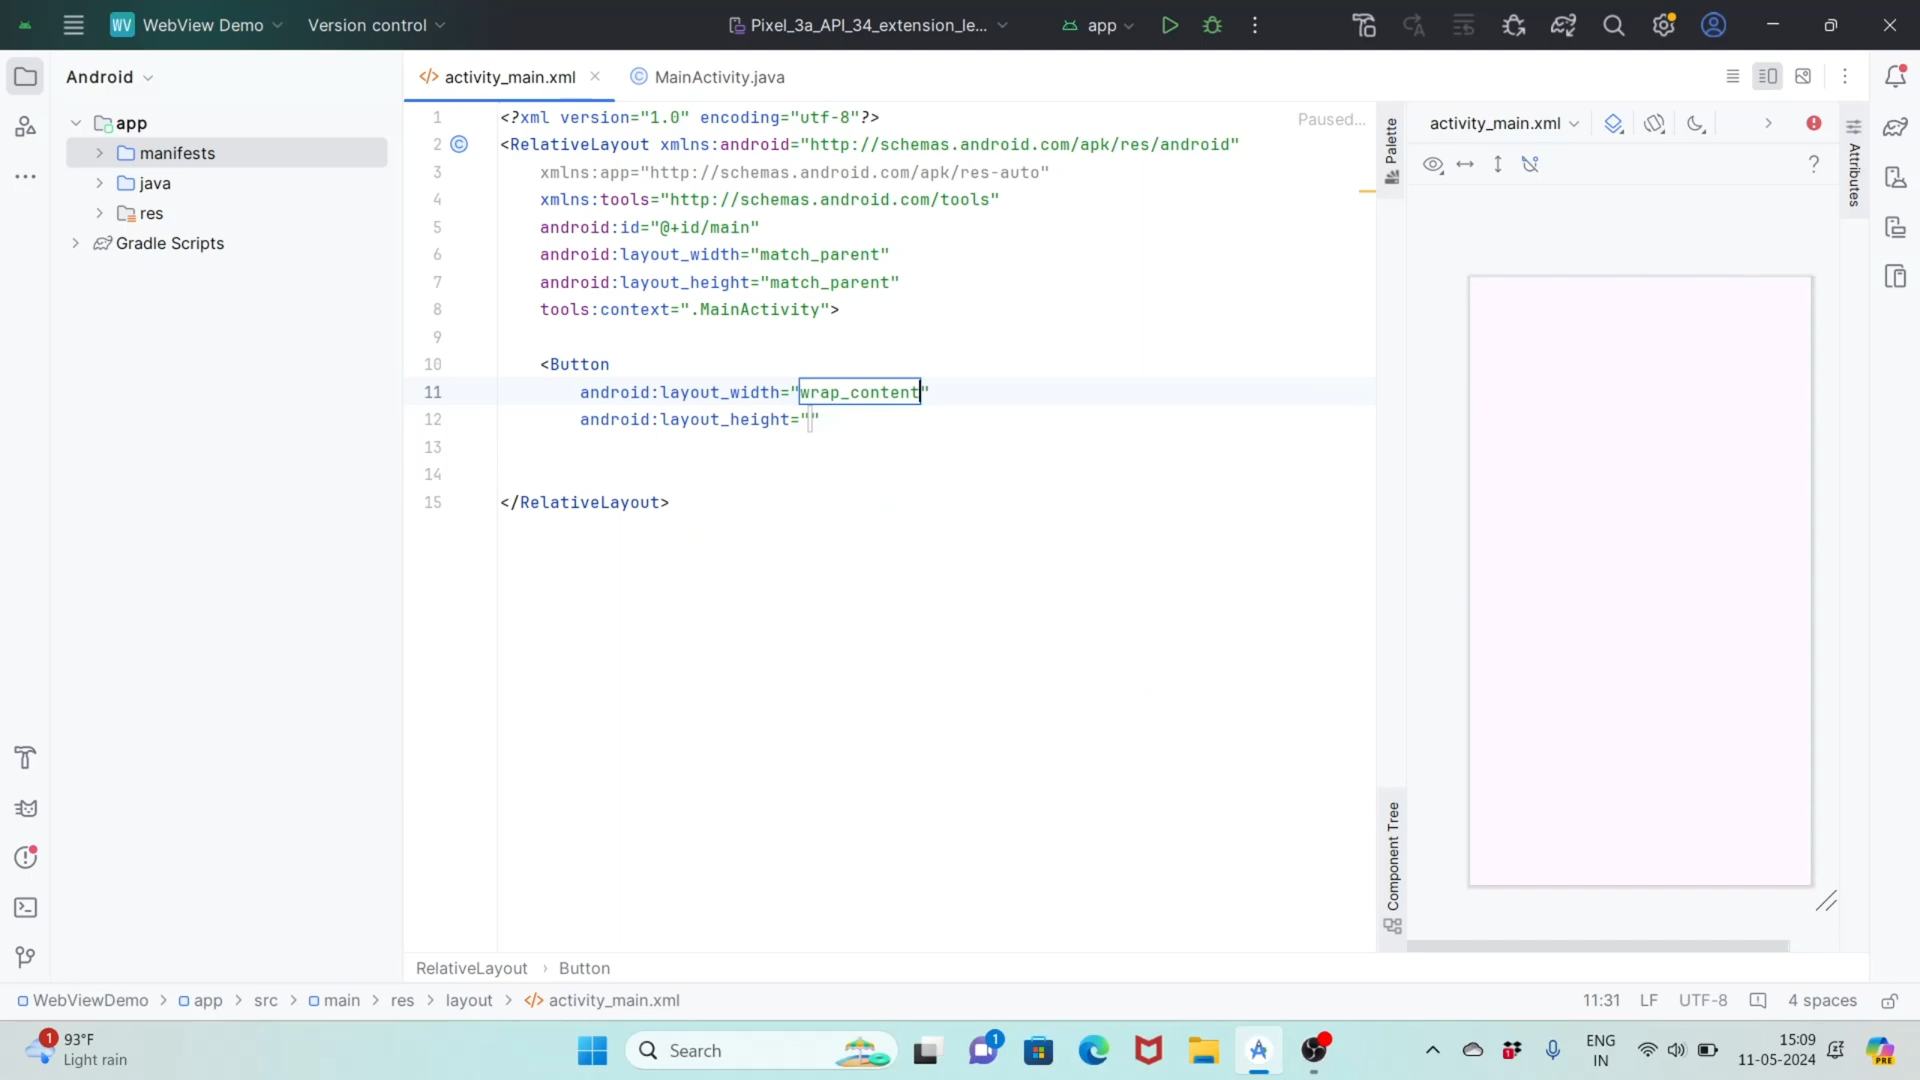 WV WebView Demo Version control Pixel_3a_API_34_extension_le... app
Android
activity_main.xml MainActivity.java
app
manifests
java
res
Gradle Scripts
1 <?xml version="1.0" encoding="utf-8"?>
2 <RelativeLayout xmlns:android="http://schemas.android.com/apk/res/android"
3 xmlns:app="http://schemas.android.com/apk/res-auto"
4 xmlns:tools="http://schemas.android.com/tools"
5 android:id="@+id/main"
6 android:layout_width="match_parent"
7 android:layout_height="match_parent"
8 tools:context=".MainActivity">
9
10 <Button
11 android:layout_width="wrap_content"
12 android:layout_height=""
13
14
15 </RelativeLayout>
Paused...
Palette
activity_main.xml
Attributes
Component Tree
RelativeLayout › Button
WebViewDemo > app > src > main > res > layout > activity_main.xml
11:31 LF UTF-8 4 spaces
1
93°F
Light rain
Search
1
1
ENG
IN
15:09
11-05-2024
PRE